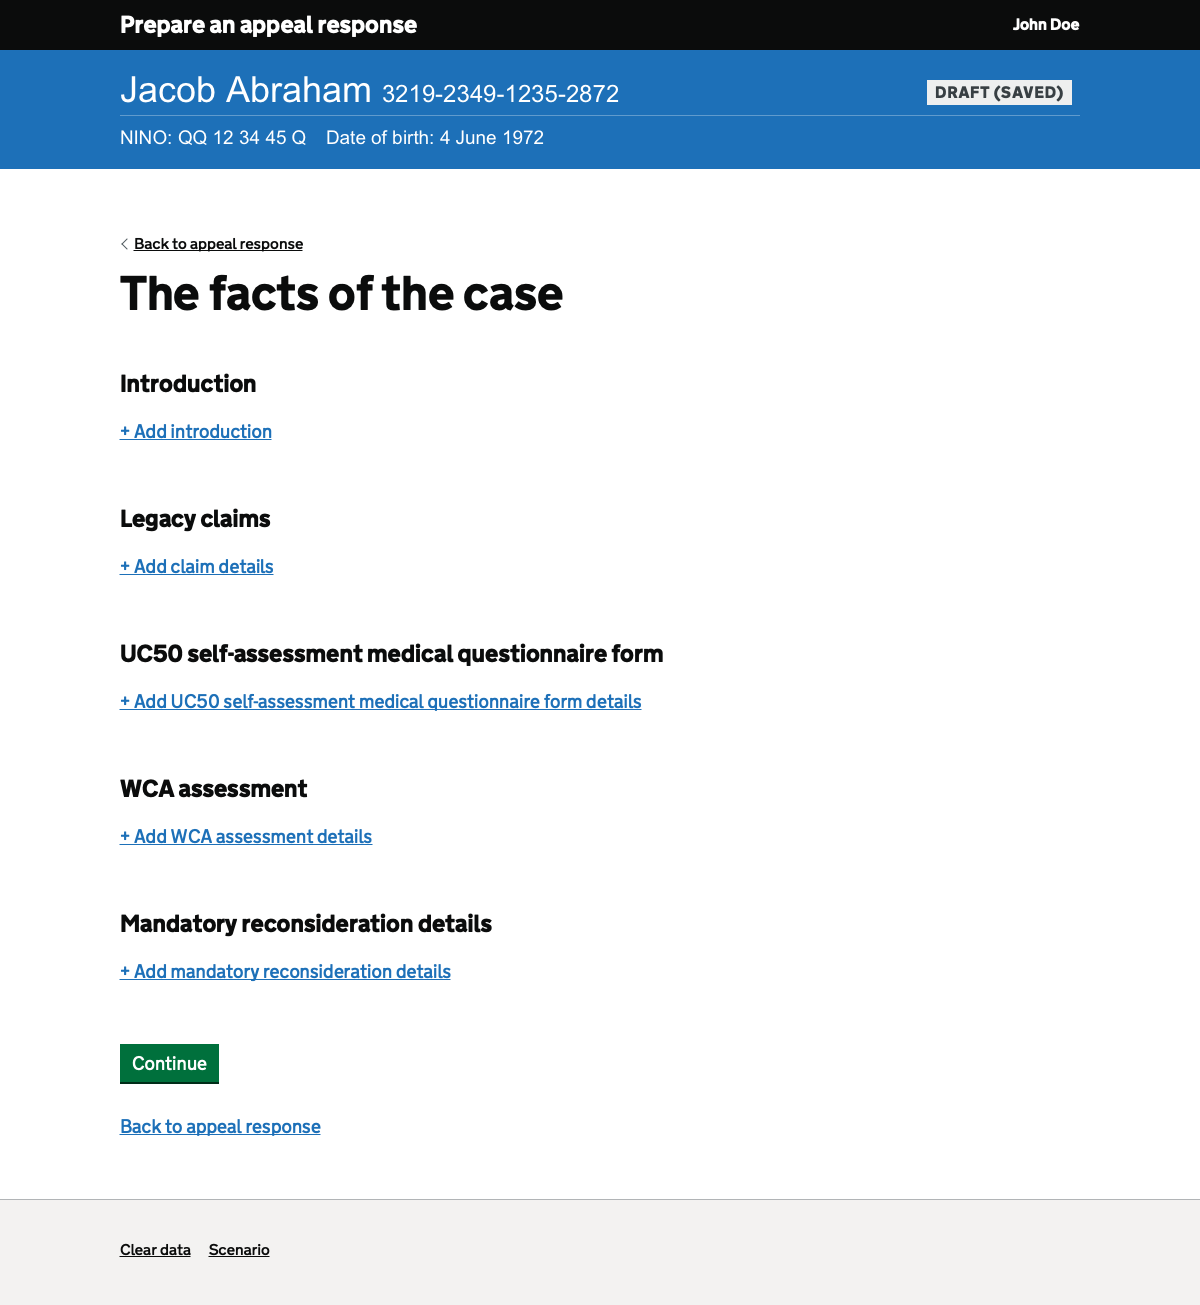 Prepare an appeal response John Doe
Jacob Abraham 3219-2349-1235-2872 DRAFT (SAVED)
NINO: QQ 12 34 45 Q Date of birth: 4 June 1972
Back to appeal response
The facts of the case
Introduction
+ Add introduction
Legacy claims
+ Add claim details
UC50 self-assessment medical questionnaire form
+ Add UC50 self-assessment medical questionnaire form details
WCA assessment
+ Add WCA assessment details
Mandatory reconsideration details
+ Add mandatory reconsideration details
Continue
Back to appeal response
Clear data Scenario